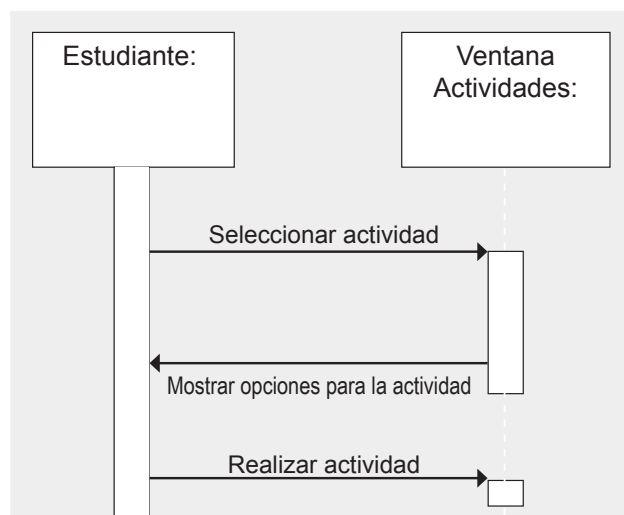 Estudiante:
Ventana
Actividades:
Seleccionar actividad
Mostrar opciones para la actividad
Realizar actividad